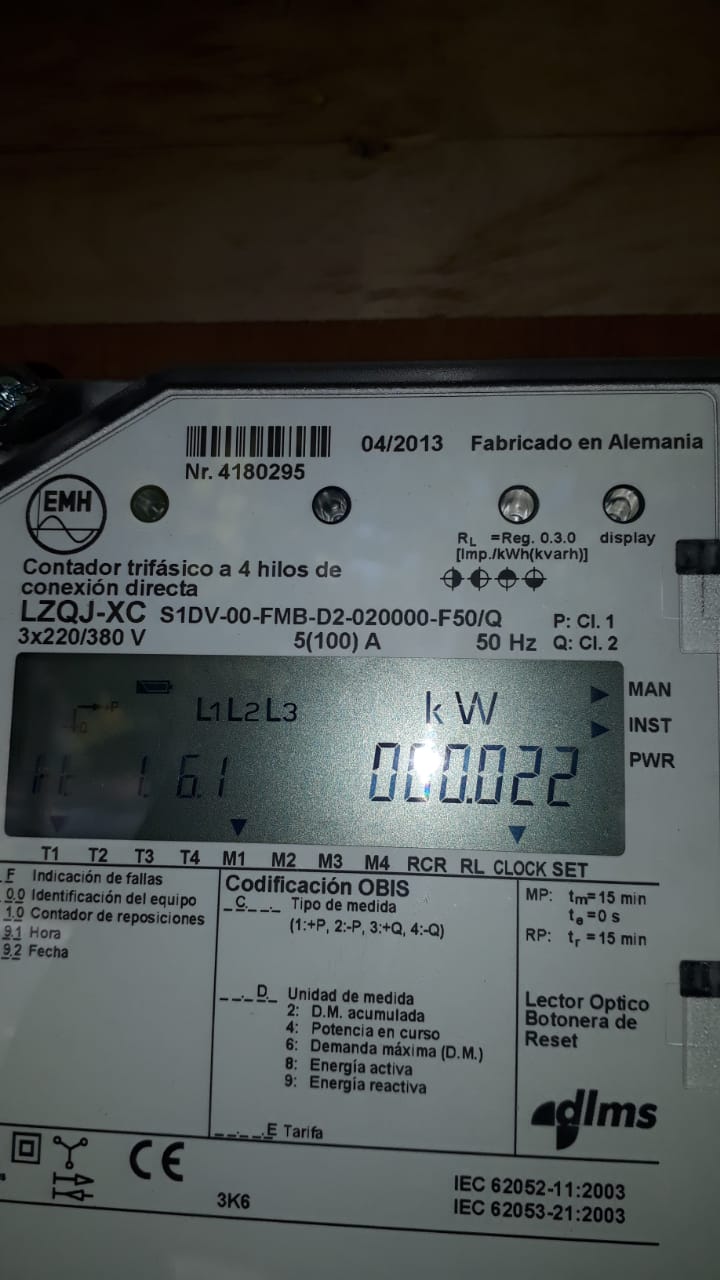 04/2013 Fabricado en Alemania
Nr. 4180295
EMH
RL =Reg. 0.3.0 display
[Imp./kWh(kvarh)]
Contador trifásico a 4 hilos de
conexión directa
LZQJ-XC S1DV-00-FMB-D2-020000-F50/Q P: Cl. 1
3x220/380 V 5(100) A 50 Hz Q: Cl. 2
MAN
+P
L1L2L3 kW
Q
INST
1.6.1 000.022
PWR
T1 T2 T3 T4 M1 M2 M3 M4 RCR RL CLOCK SET
F Indicación de fallas
0.0 Identificación del equipo
1.0 Contador de reposiciones
9.1 Hora
9.2 Fecha
Codificación OBIS
_C_._._ Tipo de medida
(1:+P, 2:-P, 3:+Q, 4:-Q)
__.D_ Unidad de medida
2: D.M. acumulada
4: Potencia en curso
6: Demanda máxima (D.M.)
8: Energía activa
9: Energía reactiva
__.__.E Tarifa
MP: tm=15 min
te=0 s
RP: tr=15 min
Lector Optico
Botonera de
Reset
dlms
CE
3K6
IEC 62052-11:2003
IEC 62053-21:2003